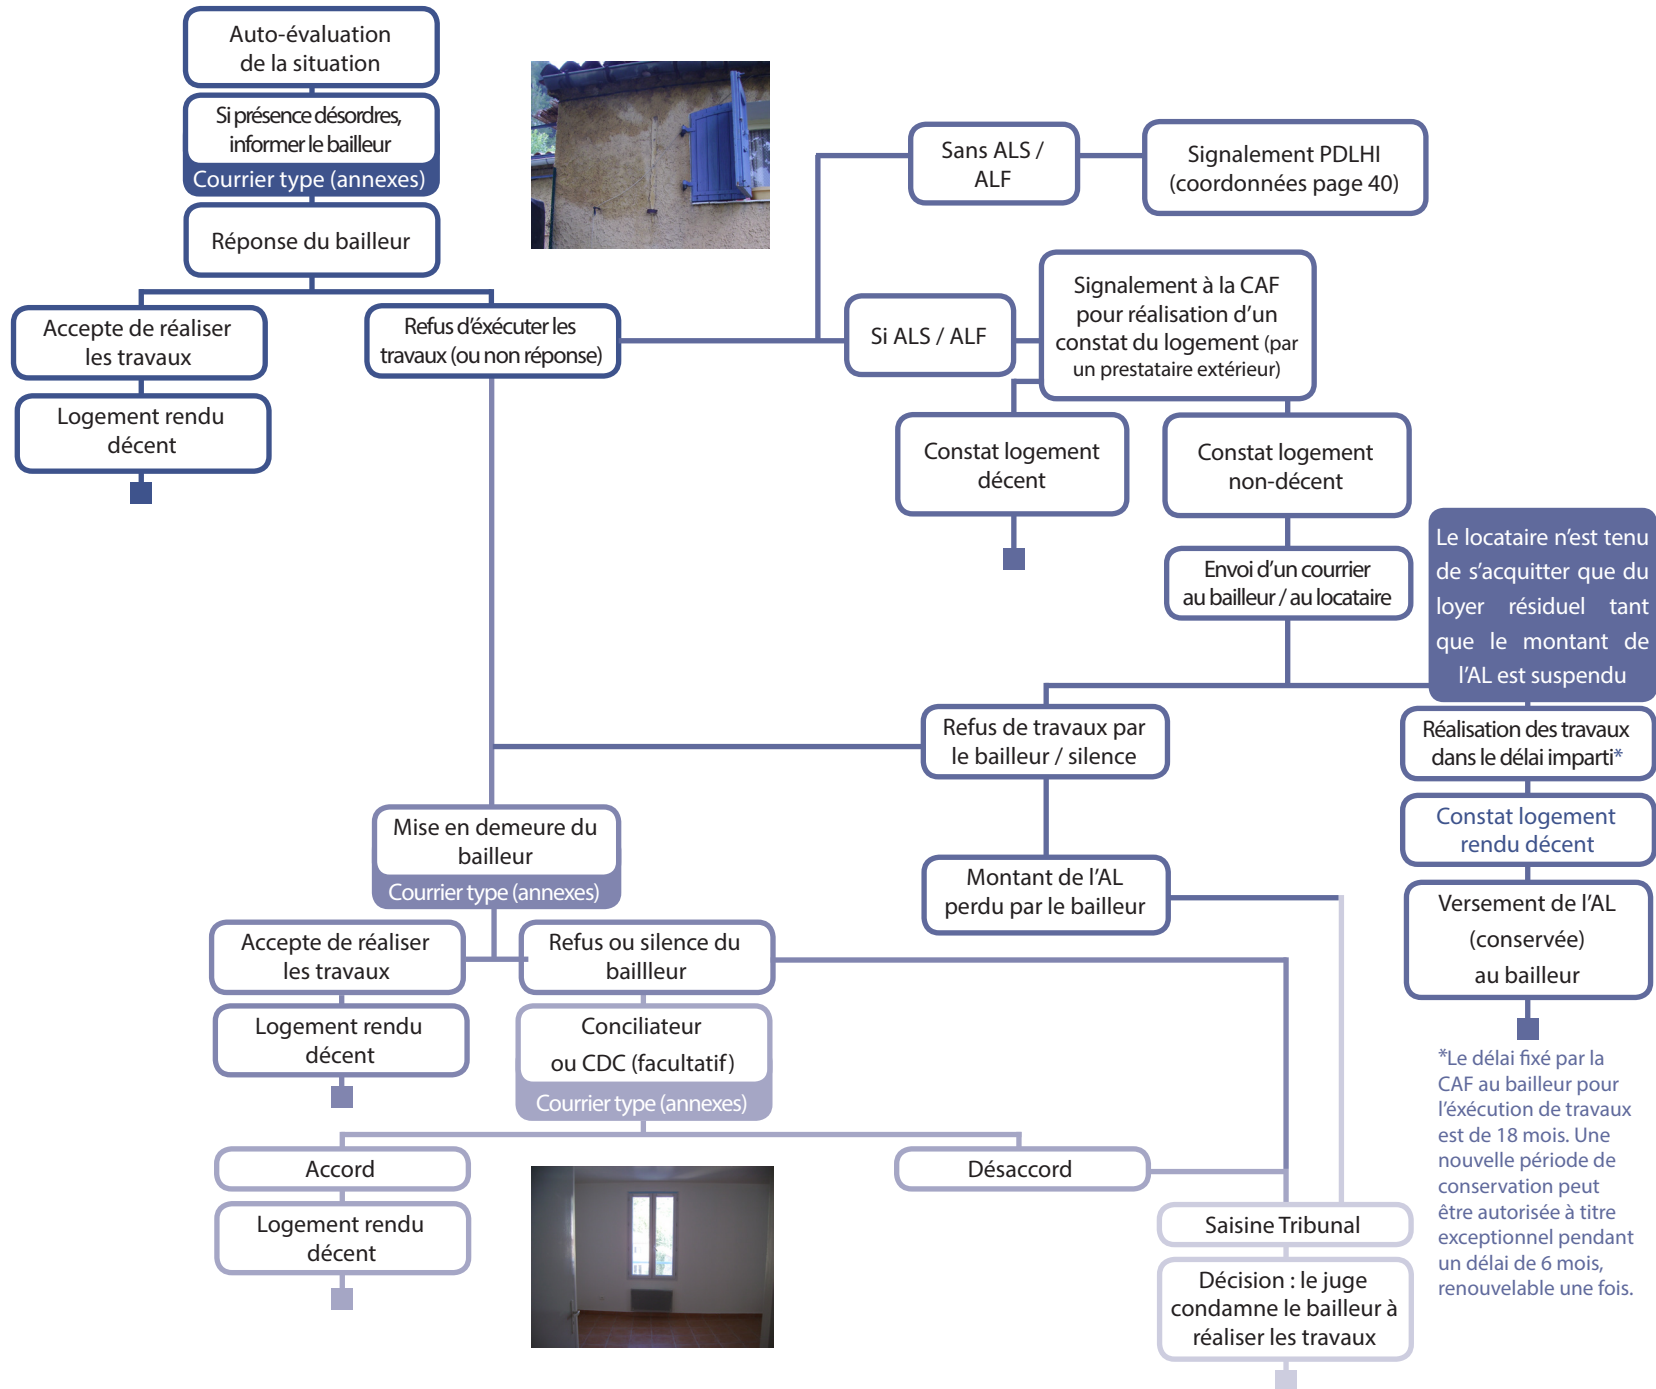 Auto-évaluation
de la situation
Si présence désordres,
informer le bailleur
Courrier type (annexes)
Réponse du bailleur
Accepte de réaliser
les travaux
Logement rendu
décent
Refus d'éxécuter les
travaux (ou non réponse)
Sans ALS /
ALF
Signalement PDLHI
(coordonnées page 40)
Si ALS / ALF
Signalement à la CAF
pour réalisation d'un
constat du logement (par
un prestataire extérieur)
Constat logement
décent
Constat logement
non-décent
Envoi d'un courrier
au bailleur / au locataire
Le locataire n'est tenu
de s'acquitter que du
loyer résiduel tant
que le montant de
l'AL est suspendu
Refus de travaux par
le bailleur / silence
Réalisation des travaux
dans le délai imparti*
Constat logement
rendu décent
Montant de l'AL
perdu par le bailleur
Versement de l'AL
(conservée)
au bailleur
Mise en demeure du
bailleur
Courrier type (annexes)
Accepte de réaliser
les travaux
Logement rendu
décent
Refus ou silence du
baillleur
Conciliateur
ou CDC (facultatif)
Courrier type (annexes)
Accord
Logement rendu
décent
Désaccord
Saisine Tribunal
Décision : le juge
condamne le bailleur à
réaliser les travaux
*Le délai fixé par la
CAF au bailleur pour
l'éxécution de travaux
est de 18 mois. Une
nouvelle période de
conservation peut
être autorisée à titre
exceptionnel pendant
un délai de 6 mois,
renouvelable une fois.